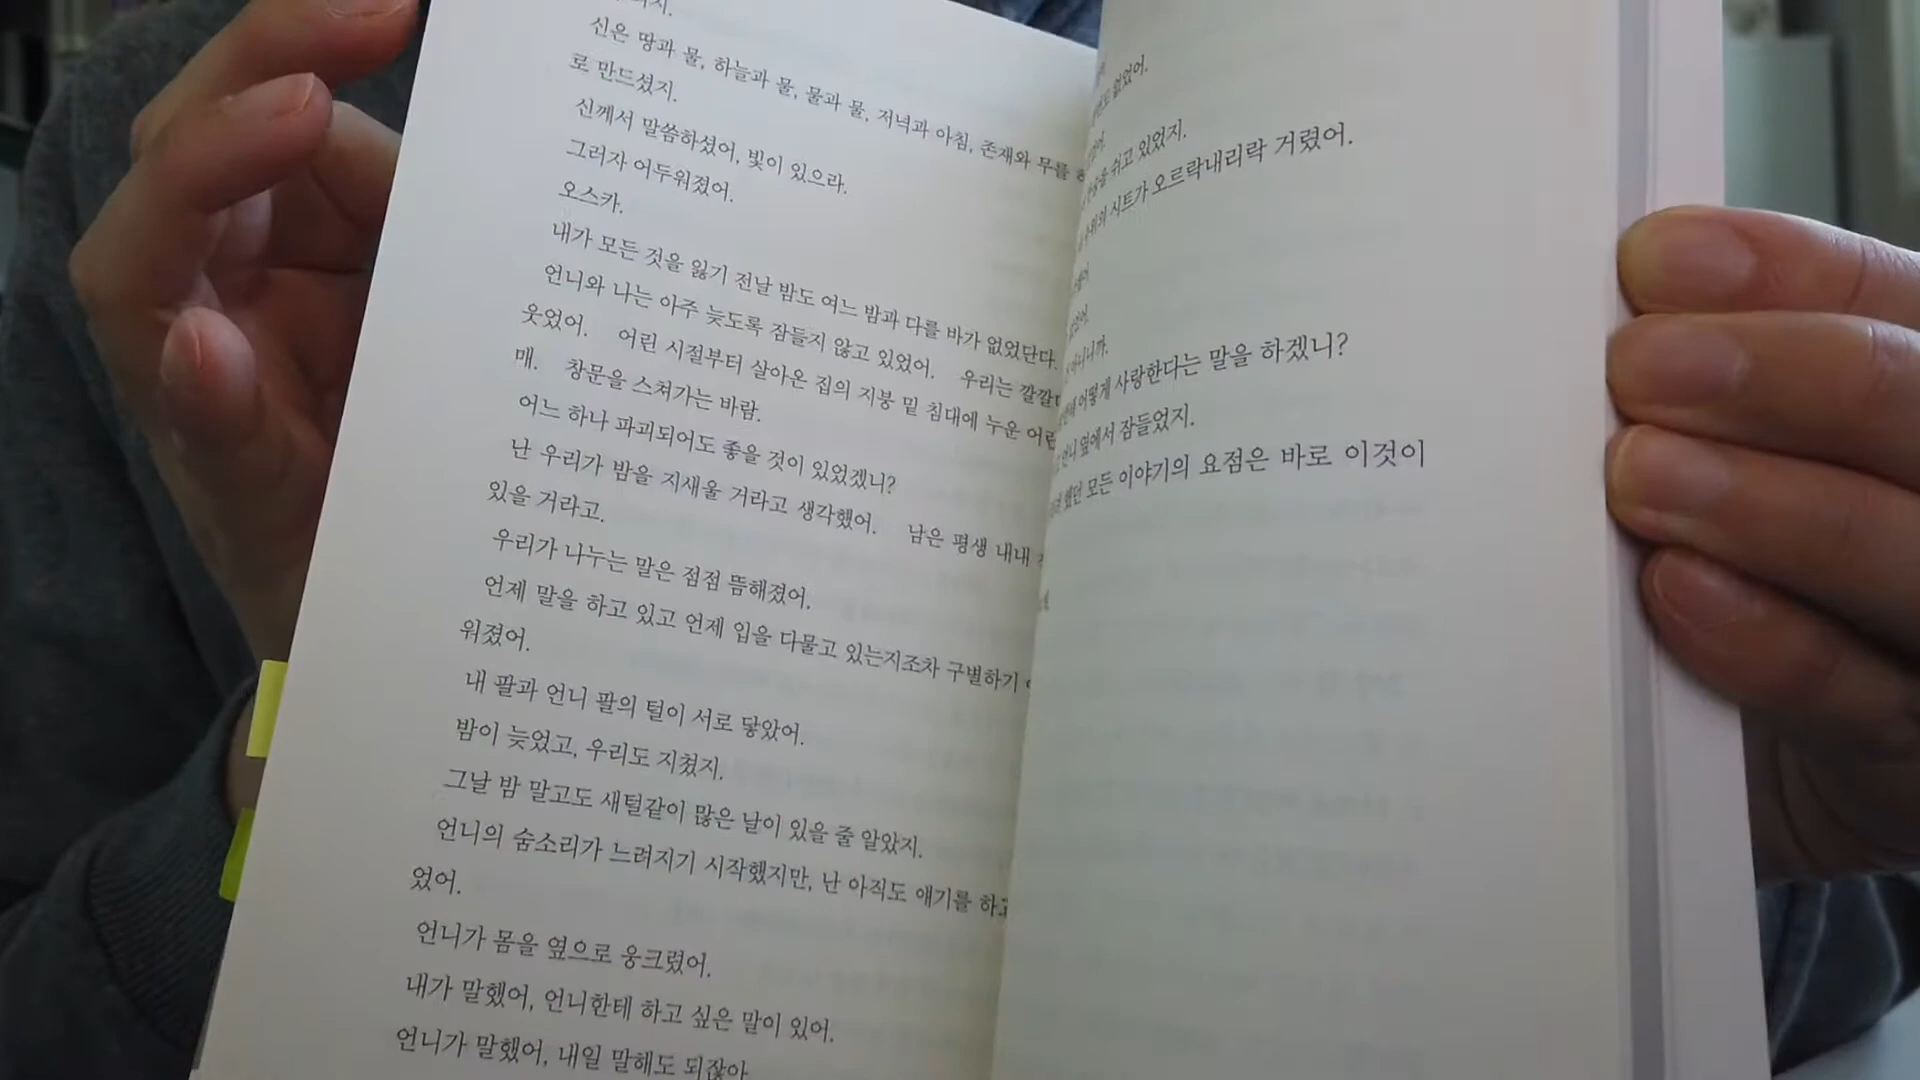 신은 땅과 물, 하늘과 물, 물과 물, 저녁과 아침, 존재와 무를
로 만드셨지.
신께서 말씀하셨어, 빛이 있으라.
그러자 어두워졌어.
오스카.
내가 모든 것을 잃기 전날 밤도 여느 밤과 다를 바가 없었단다.
언니와 나는 아주 늦도록 잠들지 않고 있었어. 우리는 깔깔대
웃었어. 어린 시절부터 살아온 집의 지붕 밑 침대에 누운 어린
매. 창문을 스쳐가는 바람.
어느 하나 파괴되어도 좋을 것이 있었겠니?
난 우리가 밤을 지새울 거라고 생각했어. 남은 평생 내내
있을 거라고.
우리가 나누는 말은 점점 뜸해졌어.
언제 말을 하고 있고 언제 입을 다물고 있는지조차 구별하기
워졌어.
내 팔과 언니 팔의 털이 서로 닿았어.
밤이 늦었고, 우리도 지쳤지.
그날 밤 말고도 새털같이 많은 날이 있을 줄 알았지.
언니의 숨소리가 느려지기 시작했지만, 난 아직도 얘기를 하고
었어.
언니가 몸을 옆으로 웅크렸어.
내가 말했어, 언니한테 하고 싶은 말이 있어.
언니가 말했어, 내일 말해도 되잖아
없었어.
쉬고 있었지.
시트가 오르락내리락 거렸어.
아니니까.
어떻게 사랑한다는 말을 하겠니?
언니 옆에서 잠들었지.
했던 모든 이야기의 요점은 바로 이것이